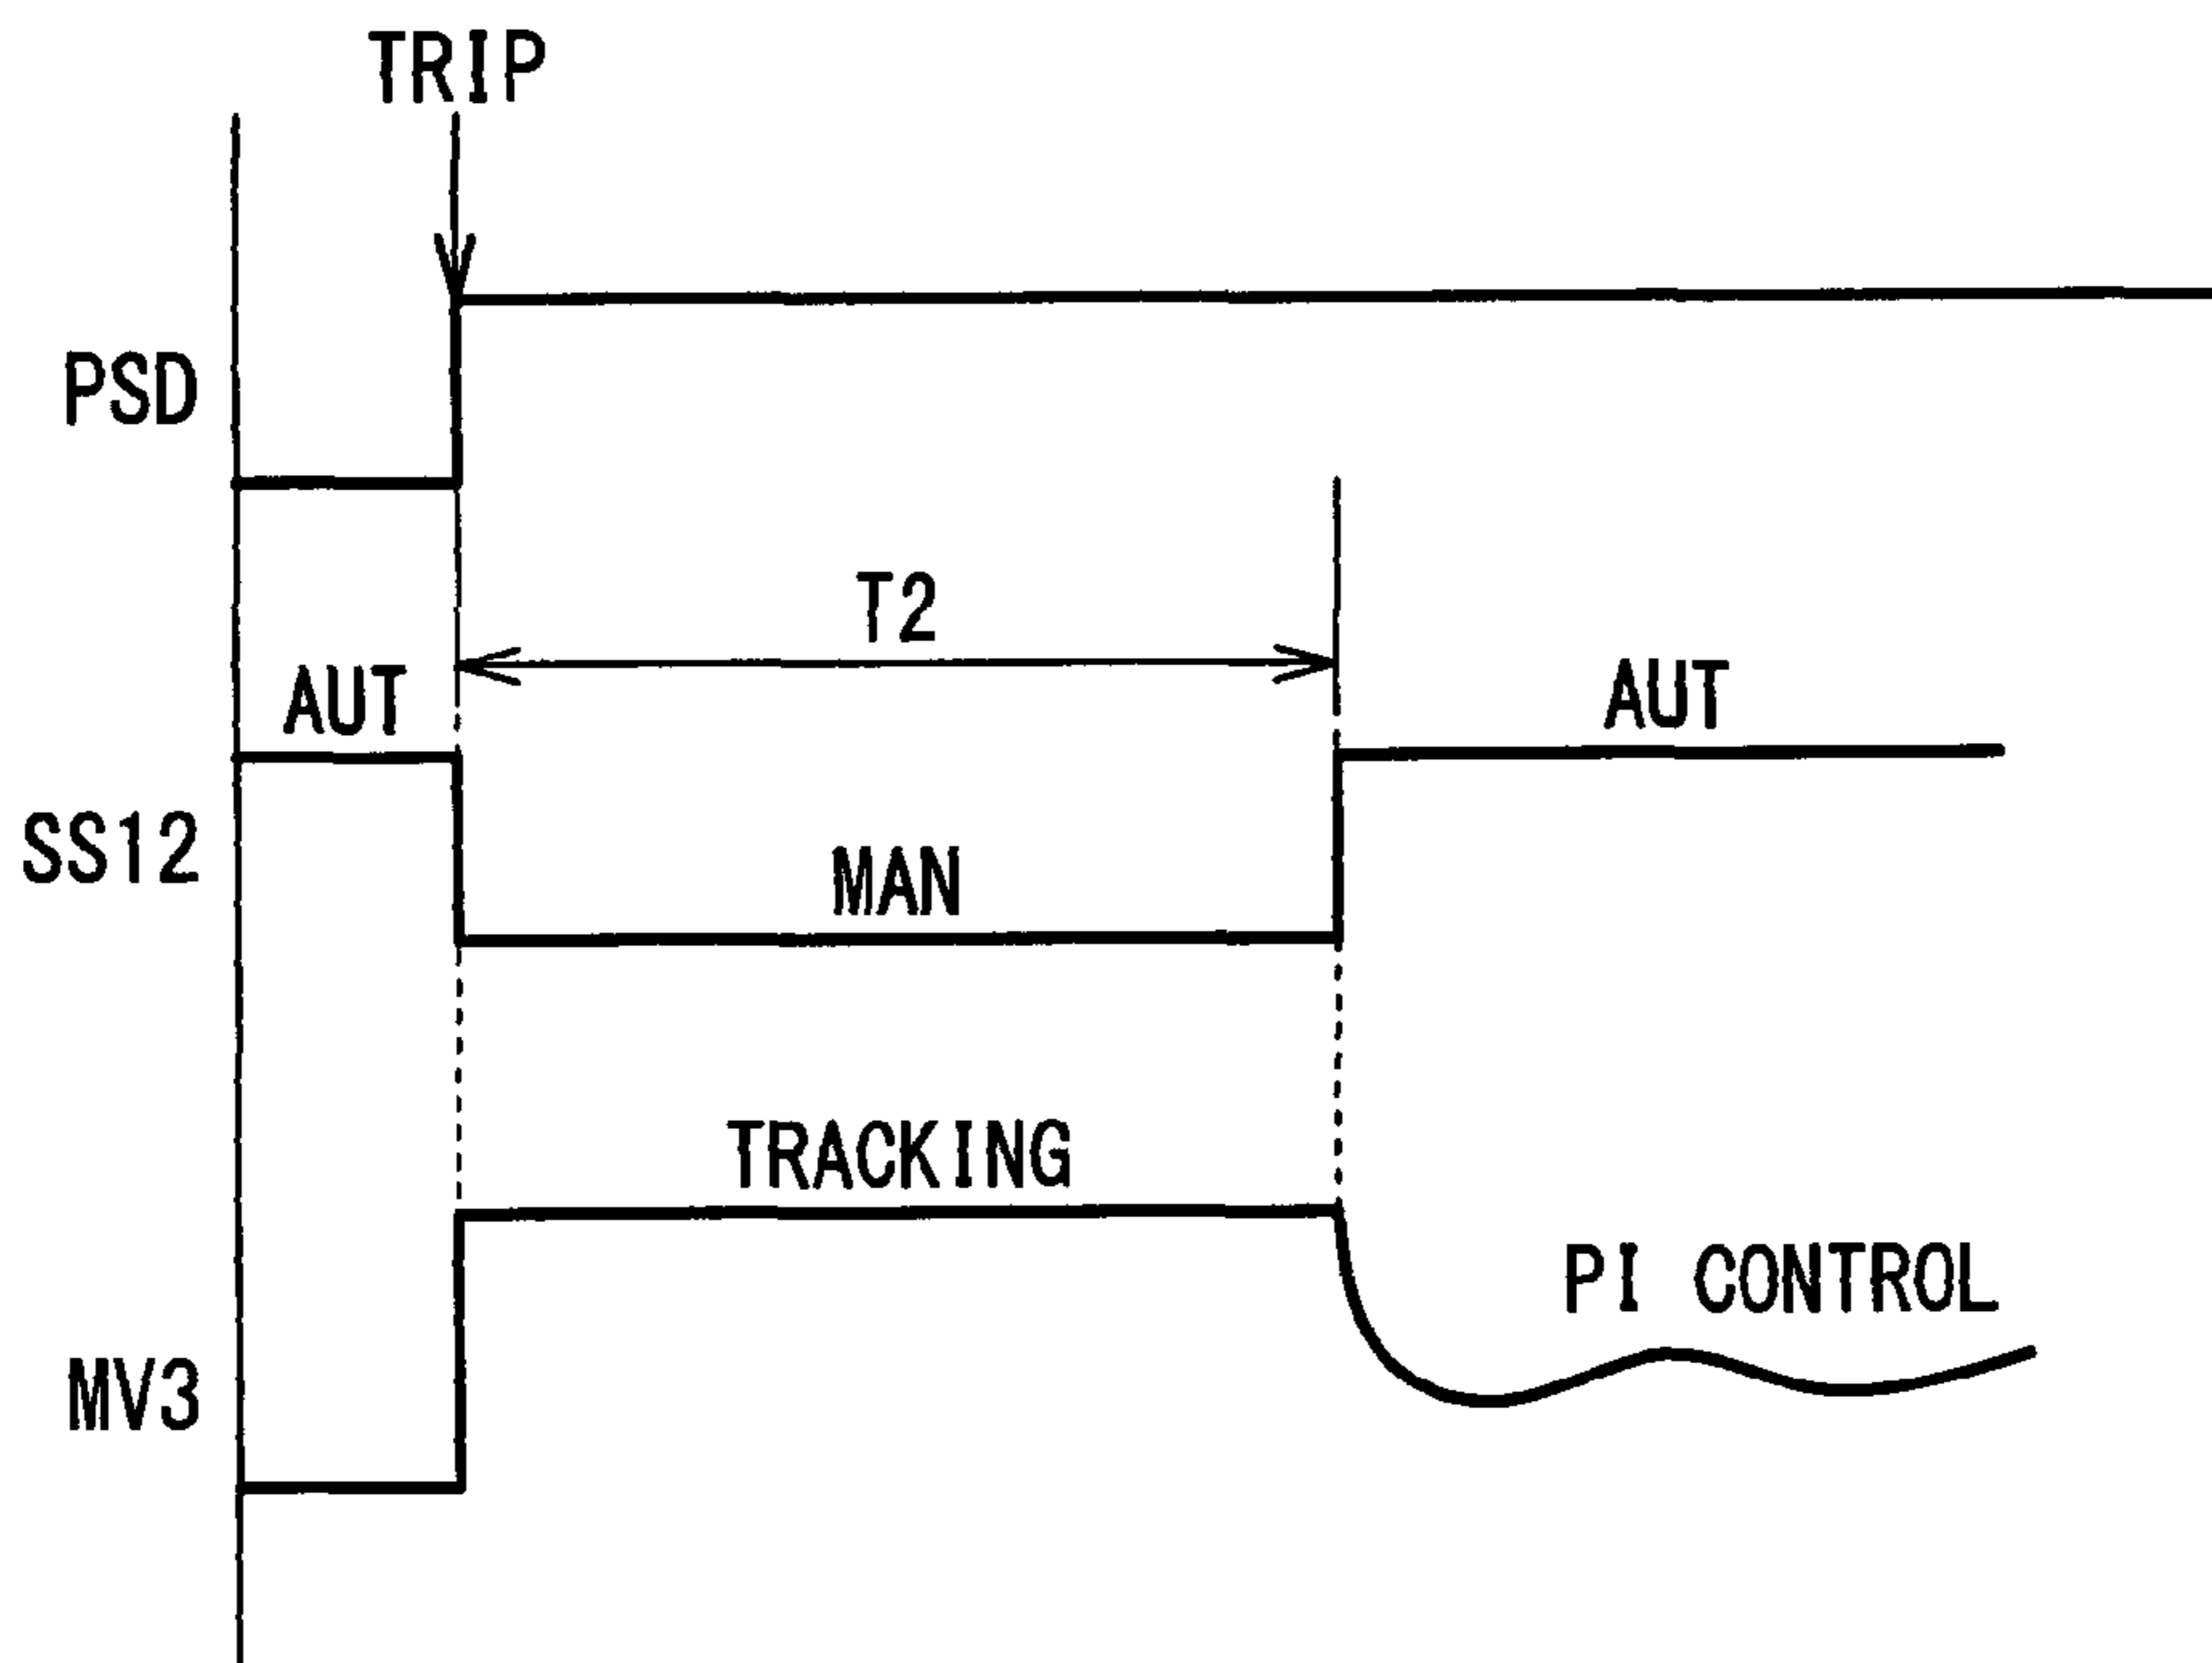 TRIP
PSD
T2
AUT
AUT
SS12
MAN
TRACKING
PI CONTROL
MV3